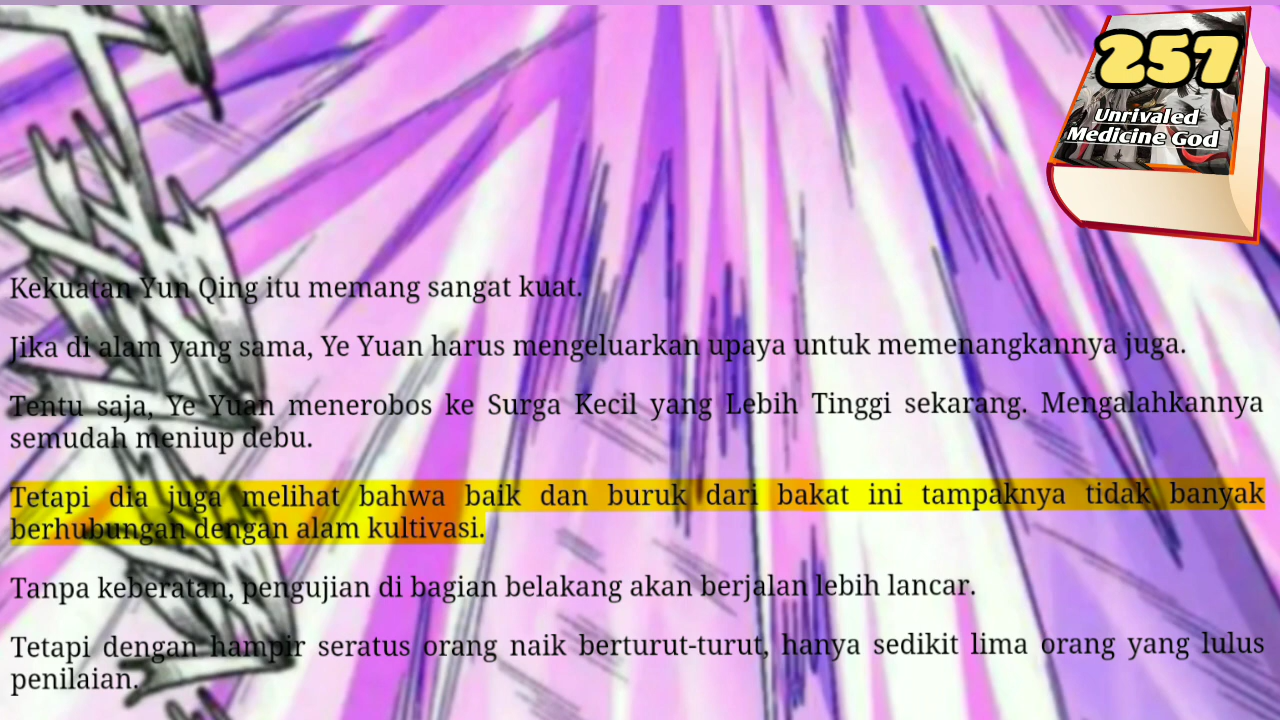 257
Unrivaled
Medicine God
Kekuatan Yun Qing itu memang sangat kuat.
Jika di alam yang sama, Ye Yuan harus mengeluarkan upaya untuk memenangkannya juga.
Tentu saja, Ye Yuan menerobos ke Surga Kecil yang Lebih Tinggi sekarang. Mengalahkannya
semudah meniup debu.
Tetapi dia juga melihat bahwa baik dan buruk dari bakat ini tampaknya tidak banyak
berhubungan dengan alam kultivasi.
Tanpa keberatan, pengujian di bagian belakang akan berjalan lebih lancar.
Tetapi dengan hampir seratus orang naik berturut-turut, hanya sedikit lima orang yang lulus
penilaian.